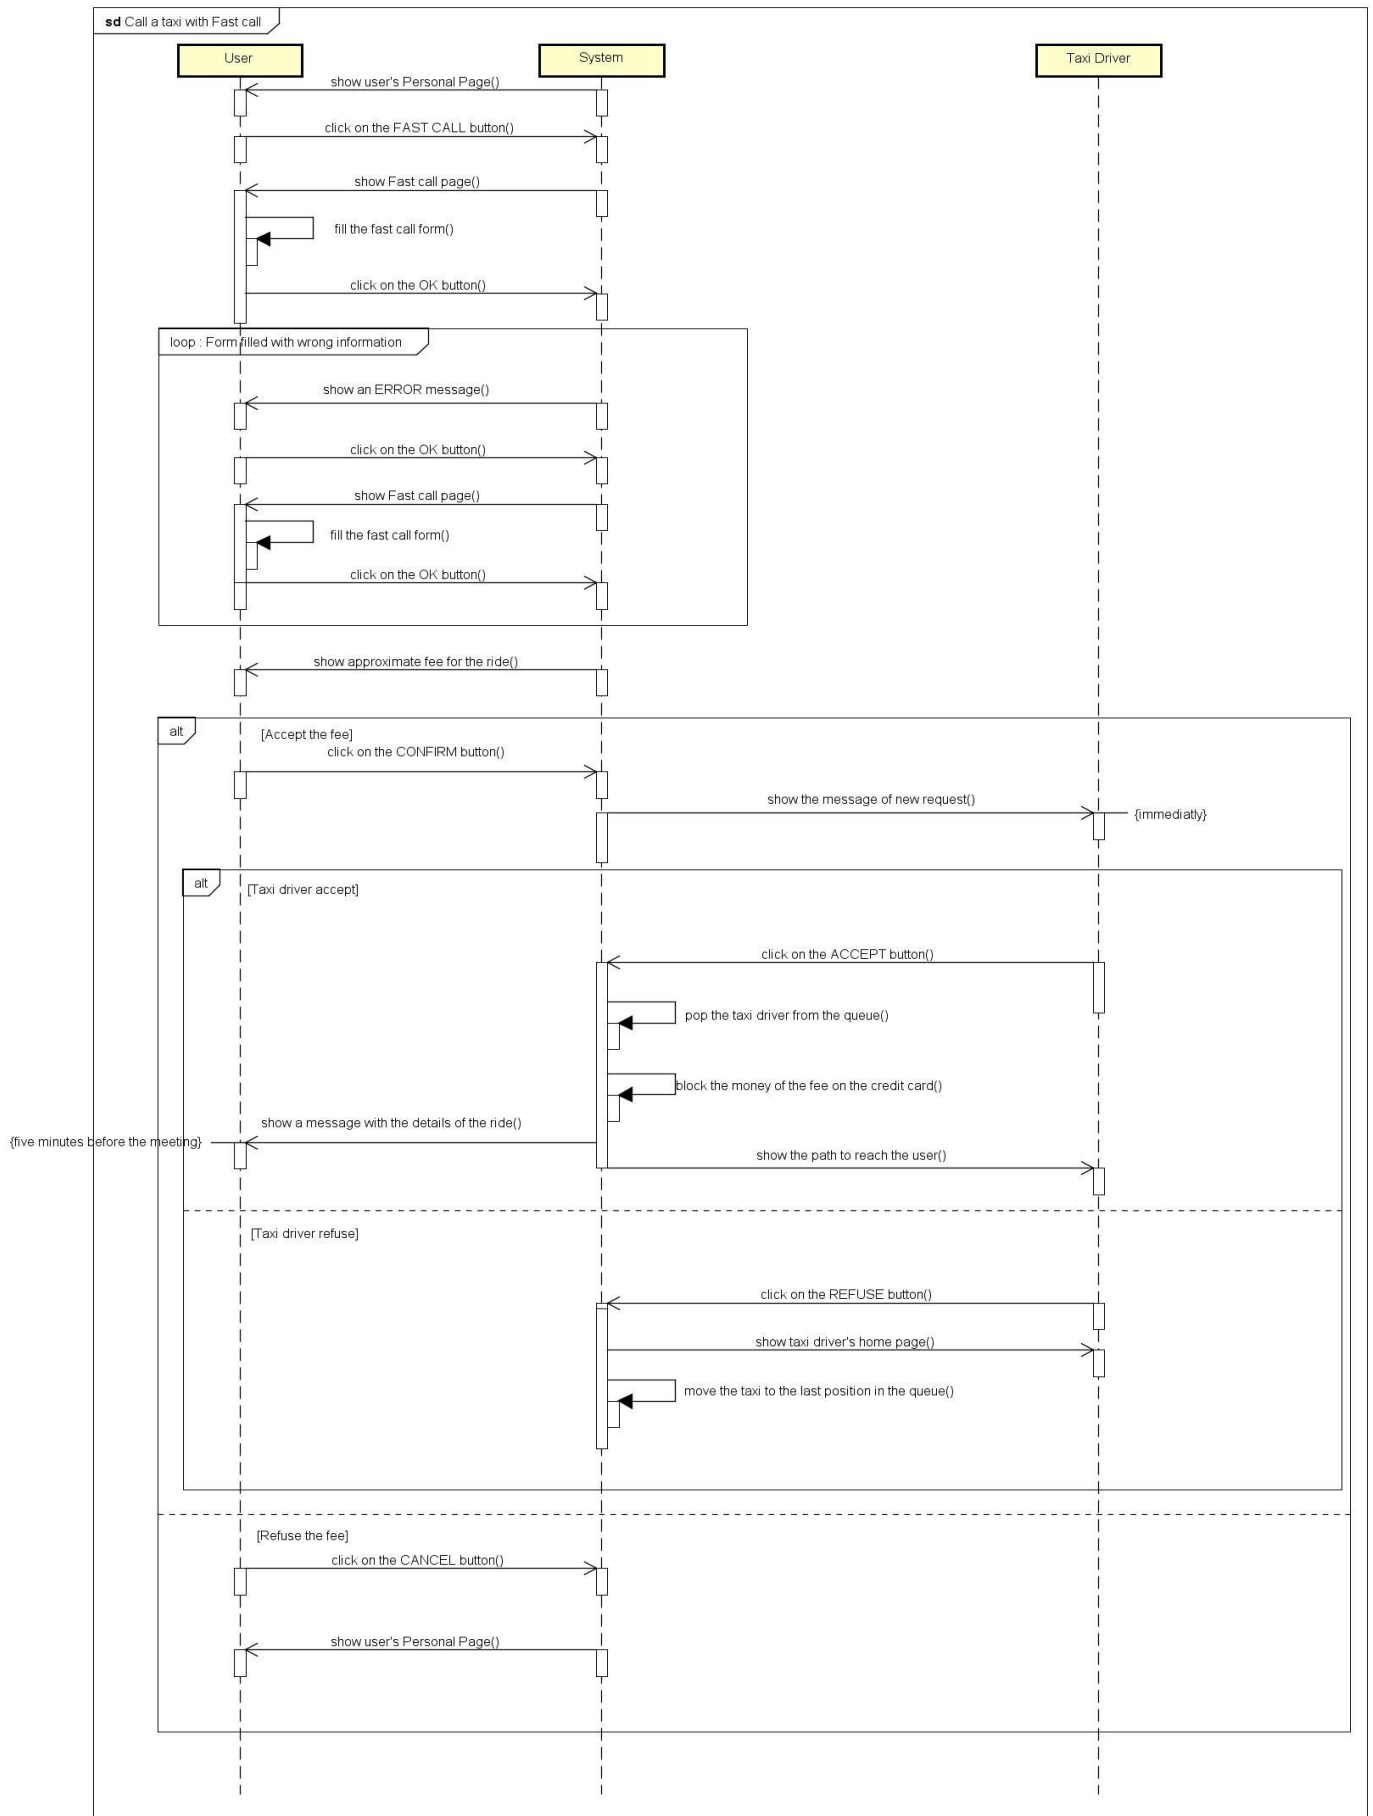 sd Call a taxi with Fast call
User
System
Taxi Driver
show user's Personal Page()
click on the FAST CALL button()
show Fast call page()
fill the fast call form()
click on the OK button()
loop : Form filled with wrong information
show an ERROR message()
click on the OK button()
show Fast call page()
fill the fast call form()
click on the OK button()
show approximate fee for the ride()
alt
[Accept the fee]
click on the CONFIRM button()
show the message of new request()
{immediatly}
alt
[Taxi driver accept]
click on the ACCEPT button()
pop the taxi driver from the queue()
block the money of the fee on the credit card()
show a message with the details of the ride()
{five minutes before the meeting}
show the path to reach the user()
[Taxi driver refuse]
click on the REFUSE button()
show taxi driver's home page()
move the taxi to the last position in the queue()
[Refuse the fee]
click on the CANCEL button()
show user's Personal Page()